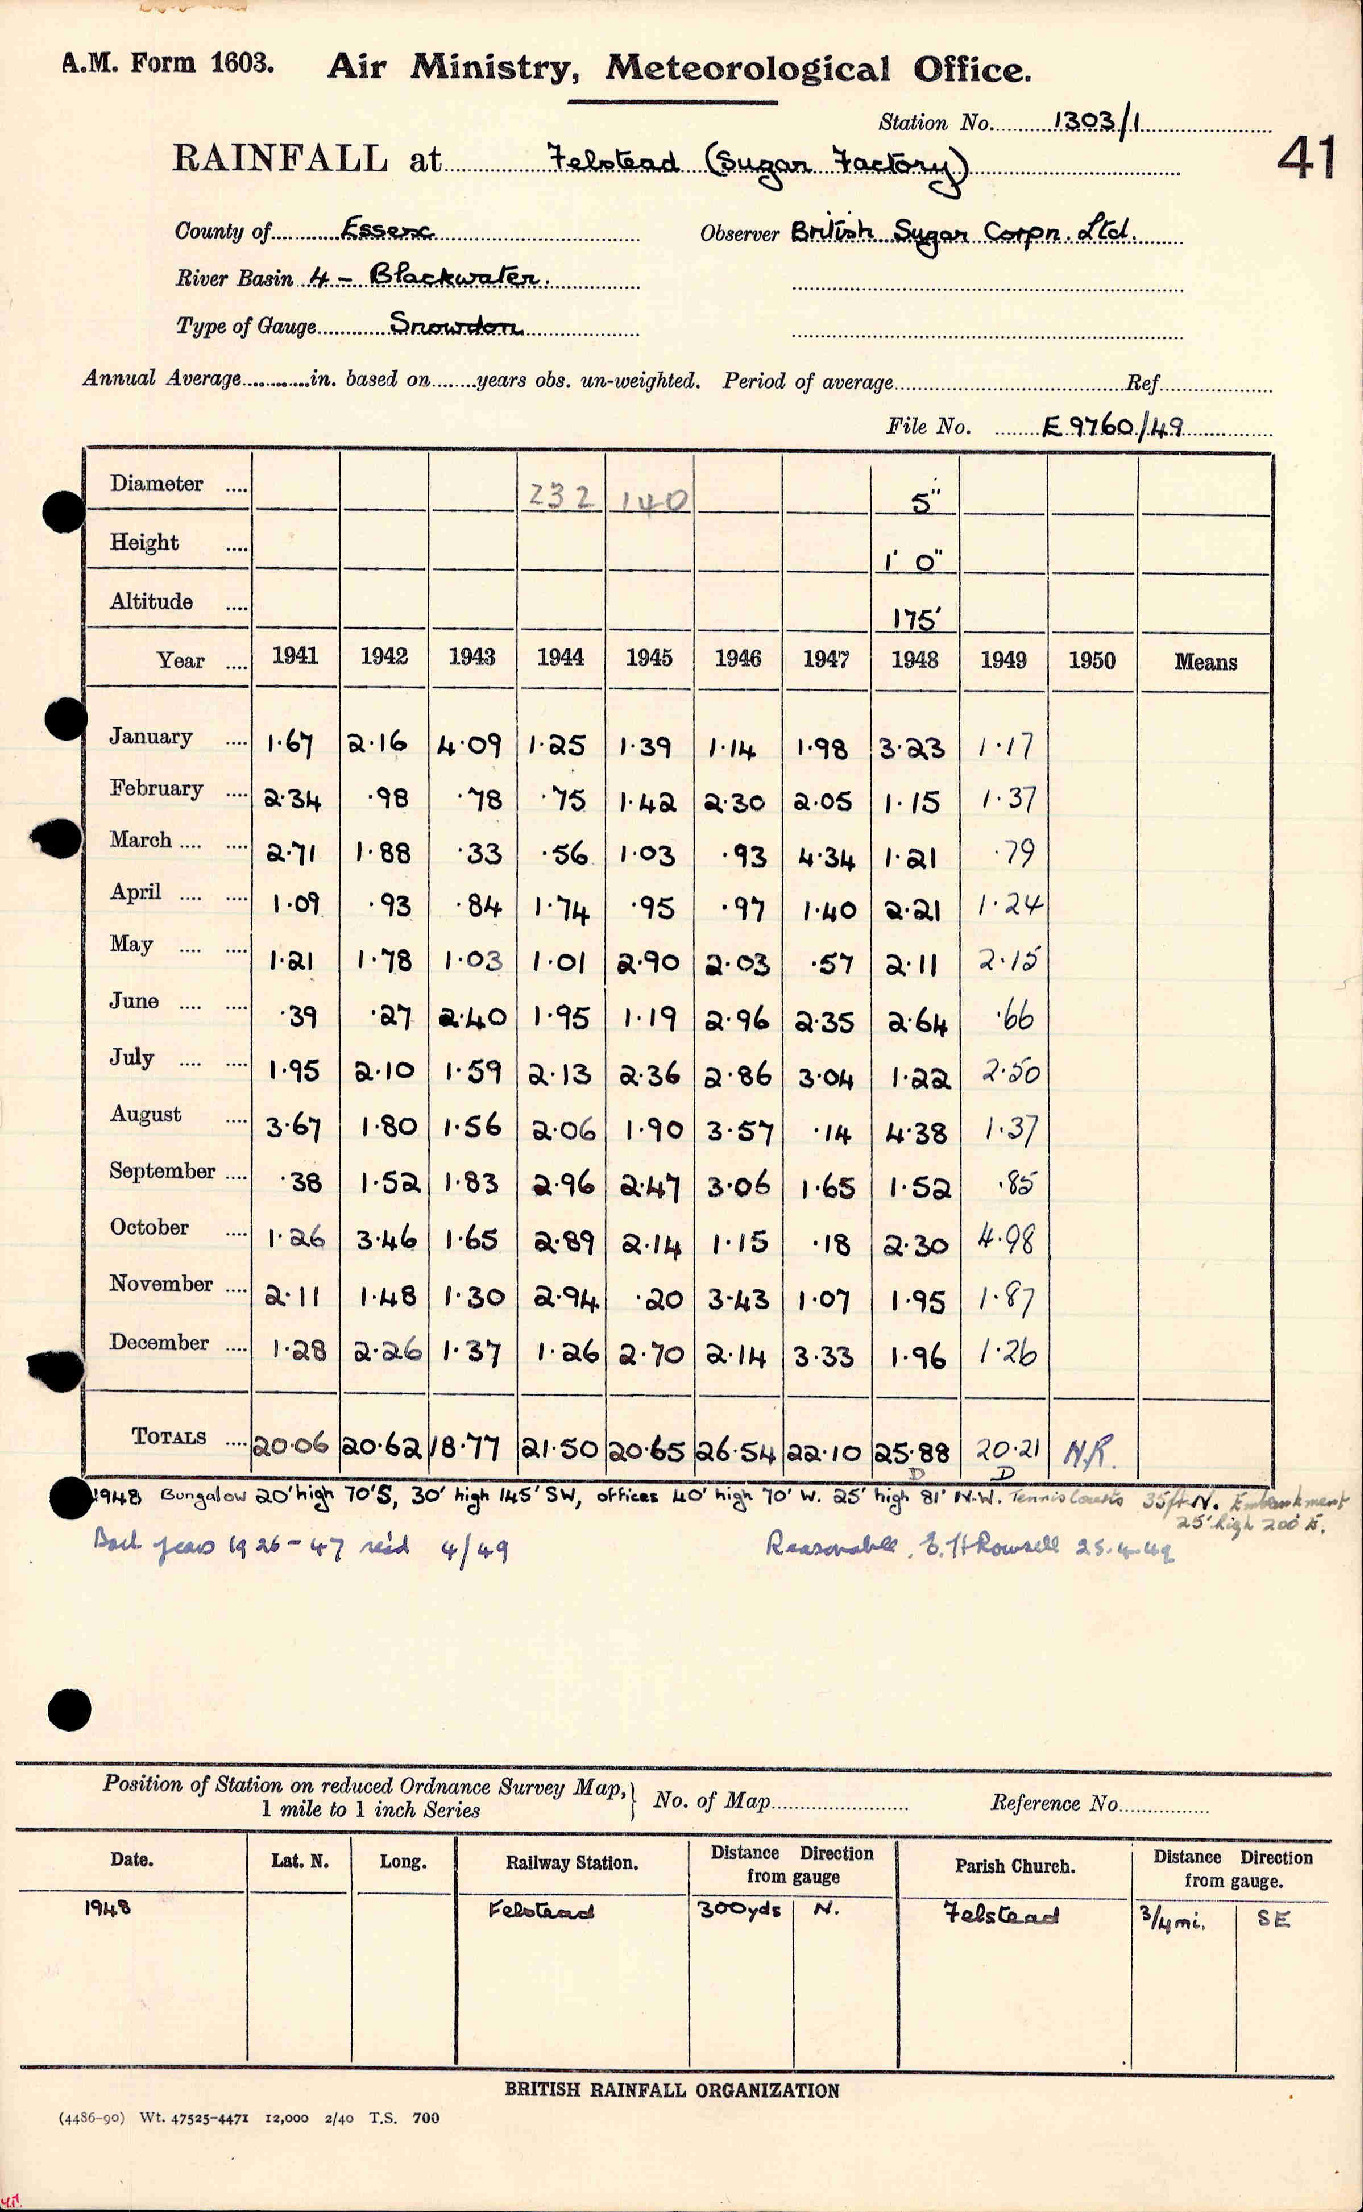 A.M. Form 1603. Air Ministry, Meteorological Office.
Station No. 1303/1
41
RAINFALL at Felstead (Sugar Factory)
County of Essex Observer British Sugar Corpn. Ltd.
River Basin 4 - Blackwater.
Type of Gauge Snowdon
Annual Average in. based on years obs. un-weighted. Period of average Ref
File No. E 9760/49
Diameter .... 232 140 5"
Height .... 1' 0"
Altitude .... 175'
Year .... 1941 1942 1943 1944 1945 1946 1947 1948 1949 1950 Means
January .... 1·67 2·16 4·09 1·25 1·39 1·14 1·98 3·23 1·17
February .... 2·34 ·98 ·78 ·75 1·42 2·30 2·05 1·15 1·37
March .... .... 2·71 1·88 ·33 ·56 1·03 ·93 4·34 1·21 ·79
April .... .... 1·09 ·93 ·84 1·74 ·95 ·97 1·40 2·21 1·24
May .... .... 1·21 1·78 1·03 1·01 2·90 2·03 ·57 2·11 2·15
June .... .... ·39 ·27 2·40 1·95 1·19 2·96 2·35 2·64 ·66
July .... .... 1·95 2·10 1·59 2·13 2·36 2·86 3·04 1·22 2·50
August .... 3·67 1·80 1·56 2·06 1·90 3·57 ·14 4·38 1·37
September .... ·38 1·52 1·83 2·96 2·47 3·06 1·65 1·52 ·85
October .... 1·26 3·46 1·65 2·89 2·14 1·15 ·18 2·30 4·98
November .... 2·11 1·48 1·30 2·94 ·20 3·43 1·07 1·95 1·87
December .... 1·28 2·26 1·37 1·26 2·70 2·14 3·33 1·96 1·26
TOTALS .... 20·06 20·62 18·77 21·50 20·65 26·54 22·10 25·88 20·21 N.R.
D D
1948 Bungalow 20' high 70'S, 30' high 145' SW, offices 40' high 70' W. 25' high 81' N.W. Tennis Courts 35ft N. Embankment
25' high 200' E.
Back years 1926-47 rec'd 4/49 Reasonable. E.H Rowsell 25.4.49
Position of Station on reduced Ordnance Survey Map,} No. of Map Reference No.
1 mile to 1 inch Series
Date. Lat. N. Long. Railway Station. Distance Direction from gauge Parish Church. Distance Direction from gauge.
1948 Felstead 300yds N. Felstead 3/4 mi. SE
BRITISH RAINFALL ORGANIZATION
(4486-90) Wt. 47525-4471 12,000 2/40 T.S. 700